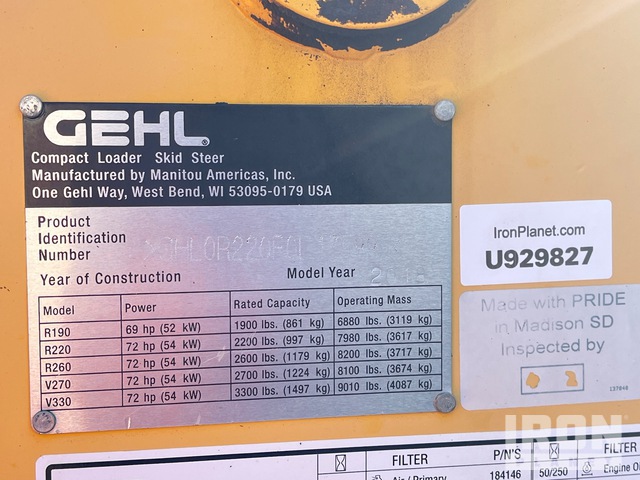 GEHL
Compact Loader Skid Steer
Manufactured by Manitou Americas, Inc.
One Gehl Way, West Bend, WI 53095-0179 USA
Product
Identification
Number
Year of Construction Model Year
Model Power Rated Capacity Operating Mass
R190 69 hp (52 kW) 1900 lbs. (861 kg) 6880 lbs. (3119 kg)
R220 72 hp (54 kW) 2200 lbs. (997 kg) 7980 lbs. (3617 kg)
R260 72 hp (54 kW) 2600 lbs. (1179 kg) 8200 lbs. (3717 kg)
V270 72 hp (54 kW) 2700 lbs. (1224 kg) 8100 lbs. (3674 kg)
V330 72 hp (54 kW) 3300 lbs. (1497 kg) 9010 lbs. (4087 kg)
IronPlanet.com
U929827
Made with PRIDE
in Madison SD
Inspected by
137848
FILTER P/N'S FILTER
Air / Primary 184146 50/250 Engine Oi
IRON